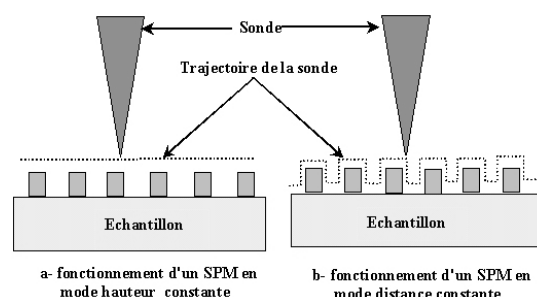 Sonde
Trajectoire de la sonde
Echantillon
Echantillon
a- fonctionnement d'un SPM en
mode hauteur constante
b- fonctionnement d'un SPM en
mode distance constante